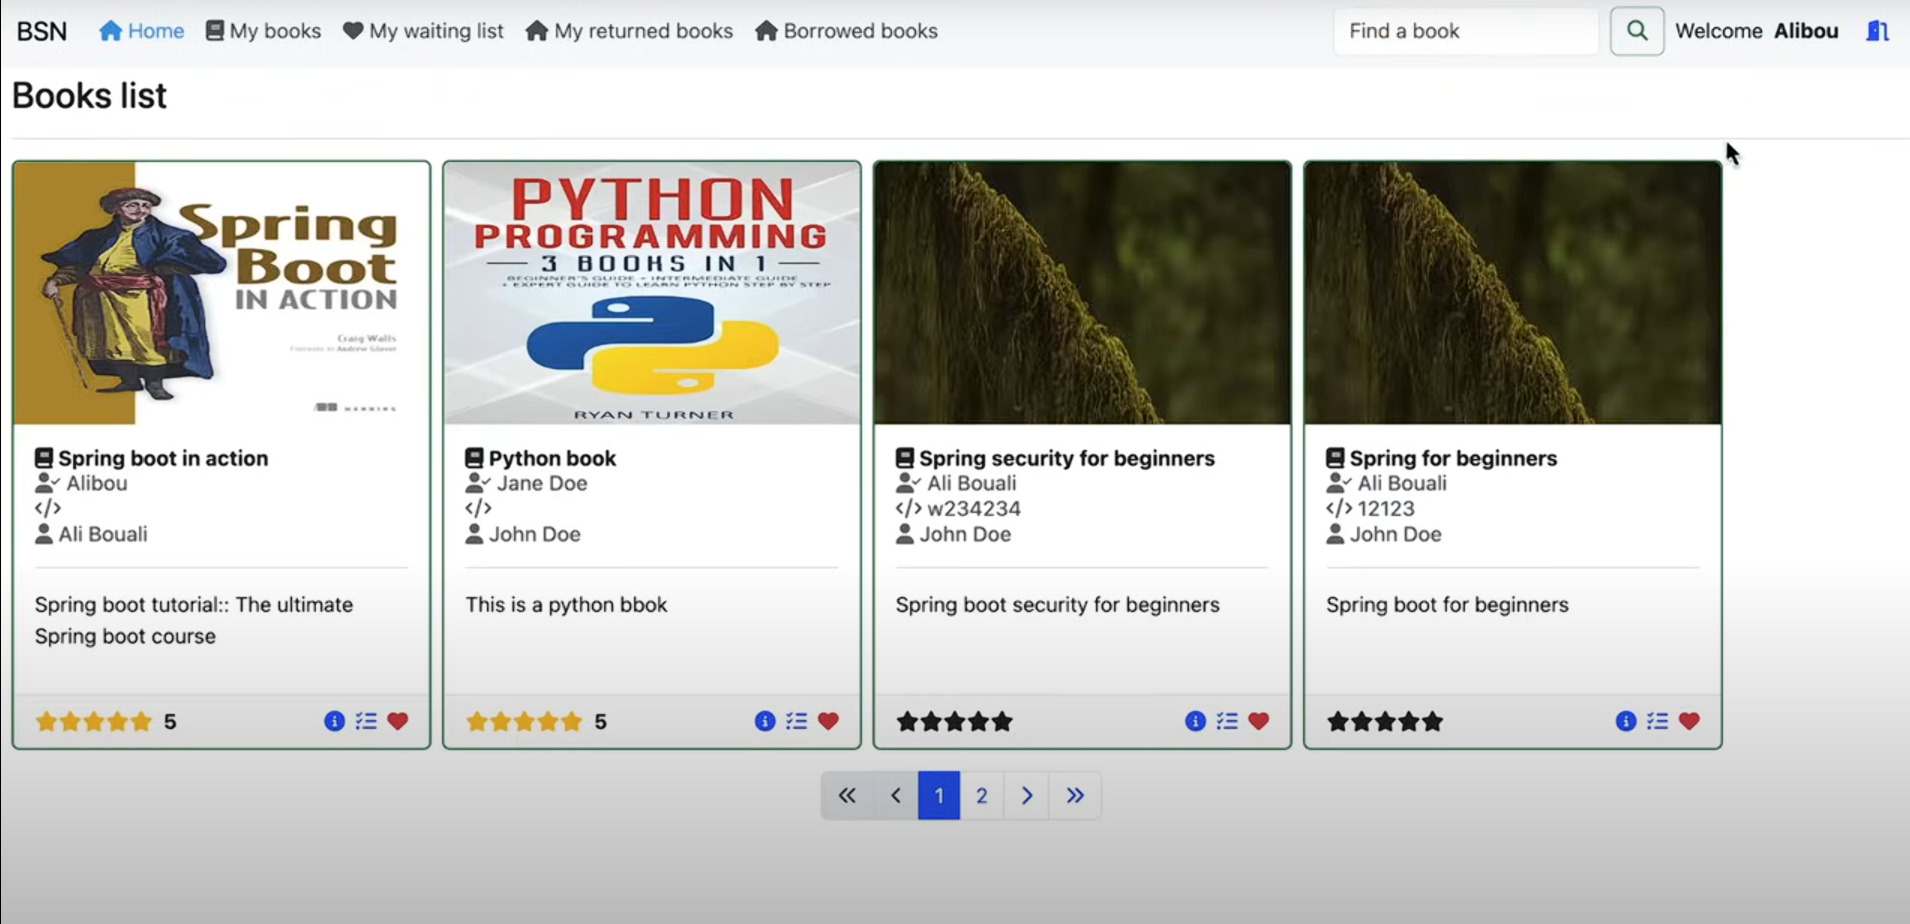 BSN Home My books My waiting list My returned books Borrowed books Find a book Welcome Alibou
Books list
Spring
Boot
IN ACTION
Craig Walls
Foreword by Andrew Glover
MANNING
Spring boot in action
Alibou
</>
Ali Bouali
Spring boot tutorial:: The ultimate
Spring boot course
5
PYTHON
PROGRAMMING
3 BOOKS IN 1
BEGINNER'S GUIDE + INTERMEDIATE GUIDE
+ EXPERT GUIDE TO LEARN PYTHON STEP BY STEP
RYAN TURNER
Python book
Jane Doe
</>
John Doe
This is a python bbok
5
Spring security for beginners
Ali Bouali
</> w234234
John Doe
Spring boot security for beginners
Spring for beginners
Ali Bouali
</> 12123
John Doe
Spring boot for beginners
« ‹ 1 2 › »